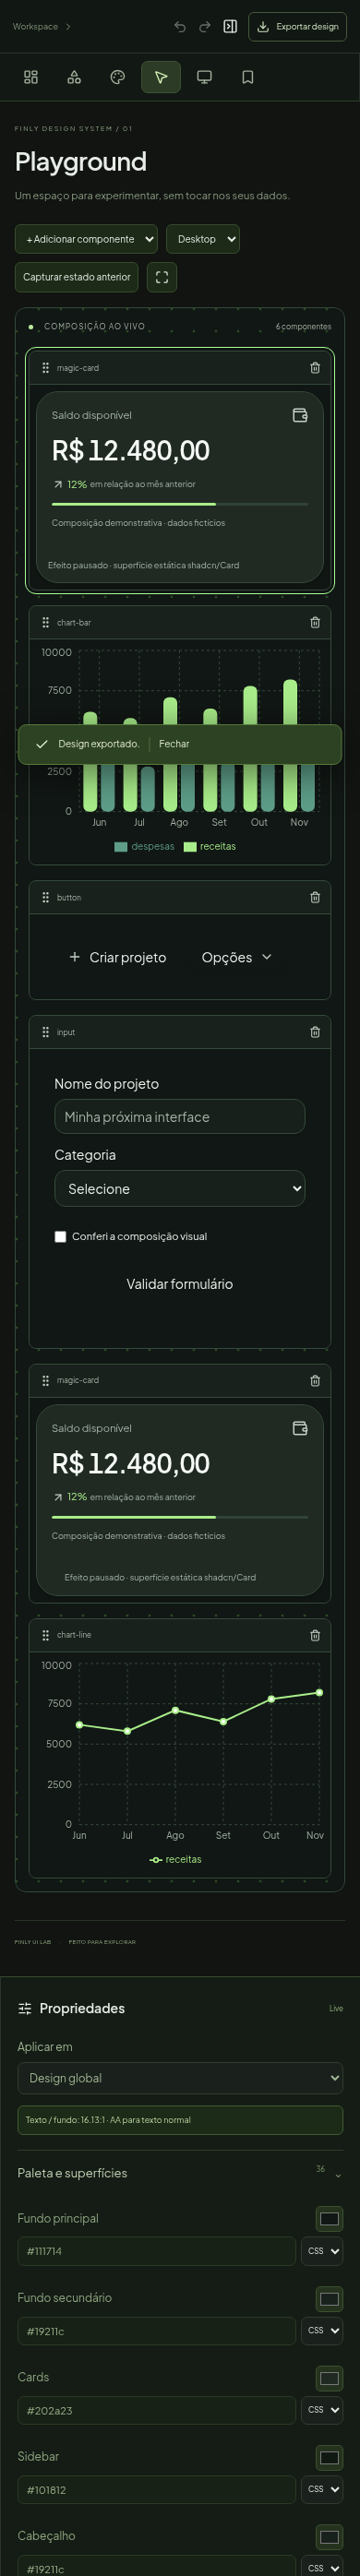 Workspace
Exportar design
FINLY DESIGN SYSTEM / 01
Playground
Um espaço para experimentar, sem tocar nos seus dados.
+ Adicionar componente
Desktop
Capturar estado anterior
COMPOSIÇÃO AO VIVO
6 componentes
magic-card
Saldo disponível
R$ 12.480,00
12% em relação ao mês anterior
Composição demonstrativa · dados fictícios
Efeito pausado · superfície estática shadcn/Card
chart-bar
10000
7500
Design exportado.
Fechar
2500
0
Jun Jul Ago Set Out Nov
despesas receitas
button
Criar projeto
Opções
input
Nome do projeto
Minha próxima interface
Categoria
Selecione
Conferi a composição visual
Validar formulário
magic-card
Saldo disponível
R$ 12.480,00
12% em relação ao mês anterior
Composição demonstrativa · dados fictícios
Efeito pausado · superfície estática shadcn/Card
chart-line
10000
7500
5000
2500
0
Jun Jul Ago Set Out Nov
receitas
FINLY UI LAB · FEITO PARA EXPLORAR
Propriedades
Live
Aplicar em
Design global
Texto / fundo: 16.13:1 · AA para texto normal
Paleta e superfícies
36
Fundo principal
#111714
CSS
Fundo secundário
#19211c
CSS
Cards
#202a23
CSS
Sidebar
#101812
CSS
Cabeçalho
#19211c
CSS